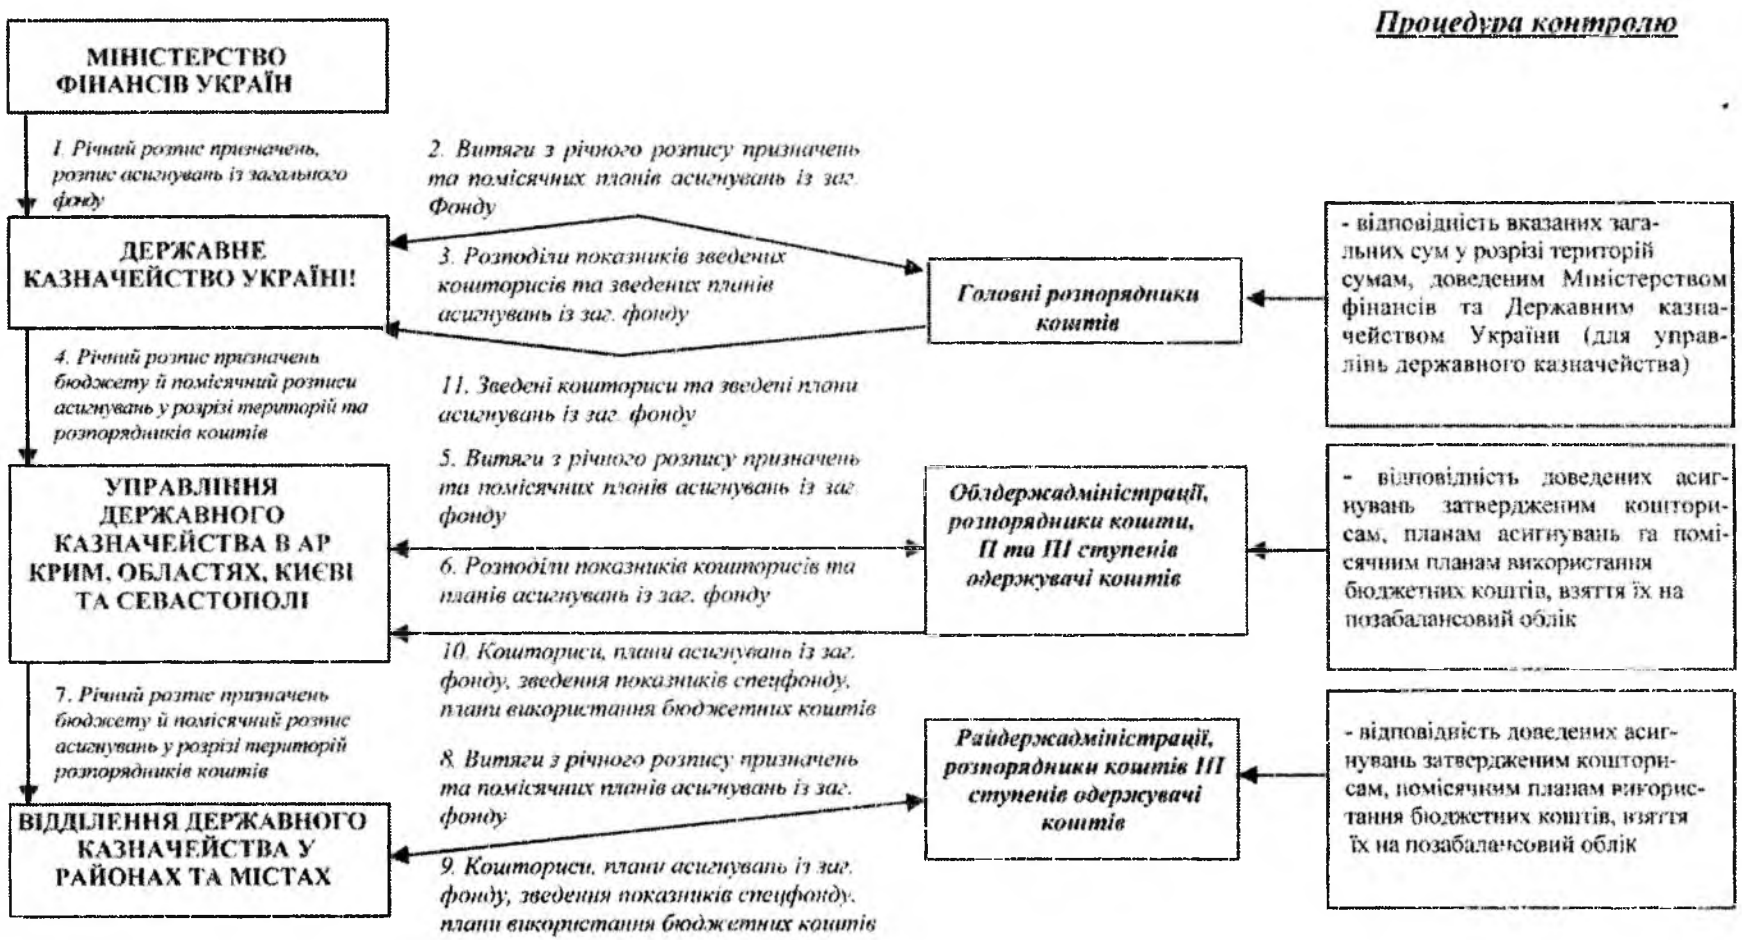 Процедура контролю
МІНІСТЕРСТВО
ФІНАНСІВ УКРАЇН
1. Річний розпис призначень,
розпис асигнувань із загального
фонду
2. Витяги з річного розпису призначень
та помісячних планів асигнувань із заг.
Фонду
ДЕРЖАВНЕ
КАЗНАЧЕЙСТВО УКРАЇНІ!
3. Розподіли показників зведених
кошторисів та зведених планів
асигнувань із заг. фонду
Головні розпорядники
коштів
- відповідність вказаних зага-
льних сум у розрізі територій
сумам, доведеним Міністерством
фінансів та Державним казна-
чейством України (для управ-
лінь державного казначейства)
4. Річний розпис призначень
бюджету й помісячний розписи
асигнувань у розрізі територій та
розпорядників коштів
11. Зведені кошториси та зведені плани
асигнувань із заг. фонду
5. Витяги з річного розпису призначень
та помісячних планів асигнувань із заг.
фонду
УПРАВЛІННЯ
ДЕРЖАВНОГО
КАЗНАЧЕЙСТВА В АР
КРИМ, ОБЛАСТЯХ, КИЄВІ
ТА СЕВАСТОПОЛІ
Облдержадміністрації,
розпорядники кошти,
II та III ступенів
одержувачі коштів
- відповідність доведених асиг-
нувань затвердженим коштори-
сам, планам асигнувань та помі-
сячним планам використання
бюджетних коштів, взяття їх на
позабалансовий облік
6. Розподіли показників кошторисів та
планів асигнувань із заг. фонду
10. Кошториси, плани асигнувань із заг.
фонду, зведення показників спецфонду,
плани використання бюджетних коштів
7. Річний розпис призначень
бюджету й помісячний розпис
асигнувань у розрізі територій
розпорядників коштів
8. Витяги з річного розпису призначень
та помісячних планів асигнувань із заг.
фонду
Райдержадміністрації,
розпорядники коштів III
ступенів одержувачі
коштів
- відповідність доведених асиг-
нувань затвердженим коштори-
сам, помісячним планам викорис-
тання бюджетних коштів, взяття
їх на позабалансовий облік
ВІДДІЛЕННЯ ДЕРЖАВНОГО
КАЗНАЧЕЙСТВА У
РАЙОНАХ ТА МІСТАХ
9. Кошториси, плани асигнувань із заг.
фонду, зведення показників спецфонду,
плани використання бюджетних коштів